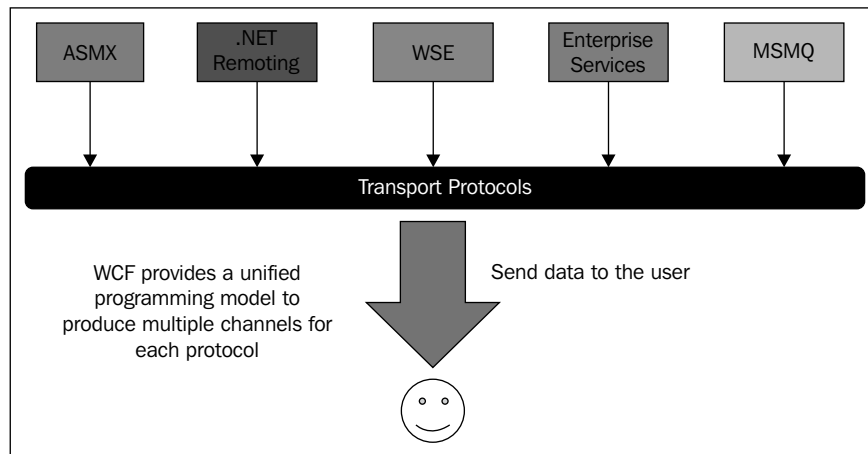 ASMX
.NET
Remoting
WSE
Enterprise
Services
MSMQ
Transport Protocols
WCF provides a unified
programming model to
produce multiple channels for
each protocol
Send data to the user